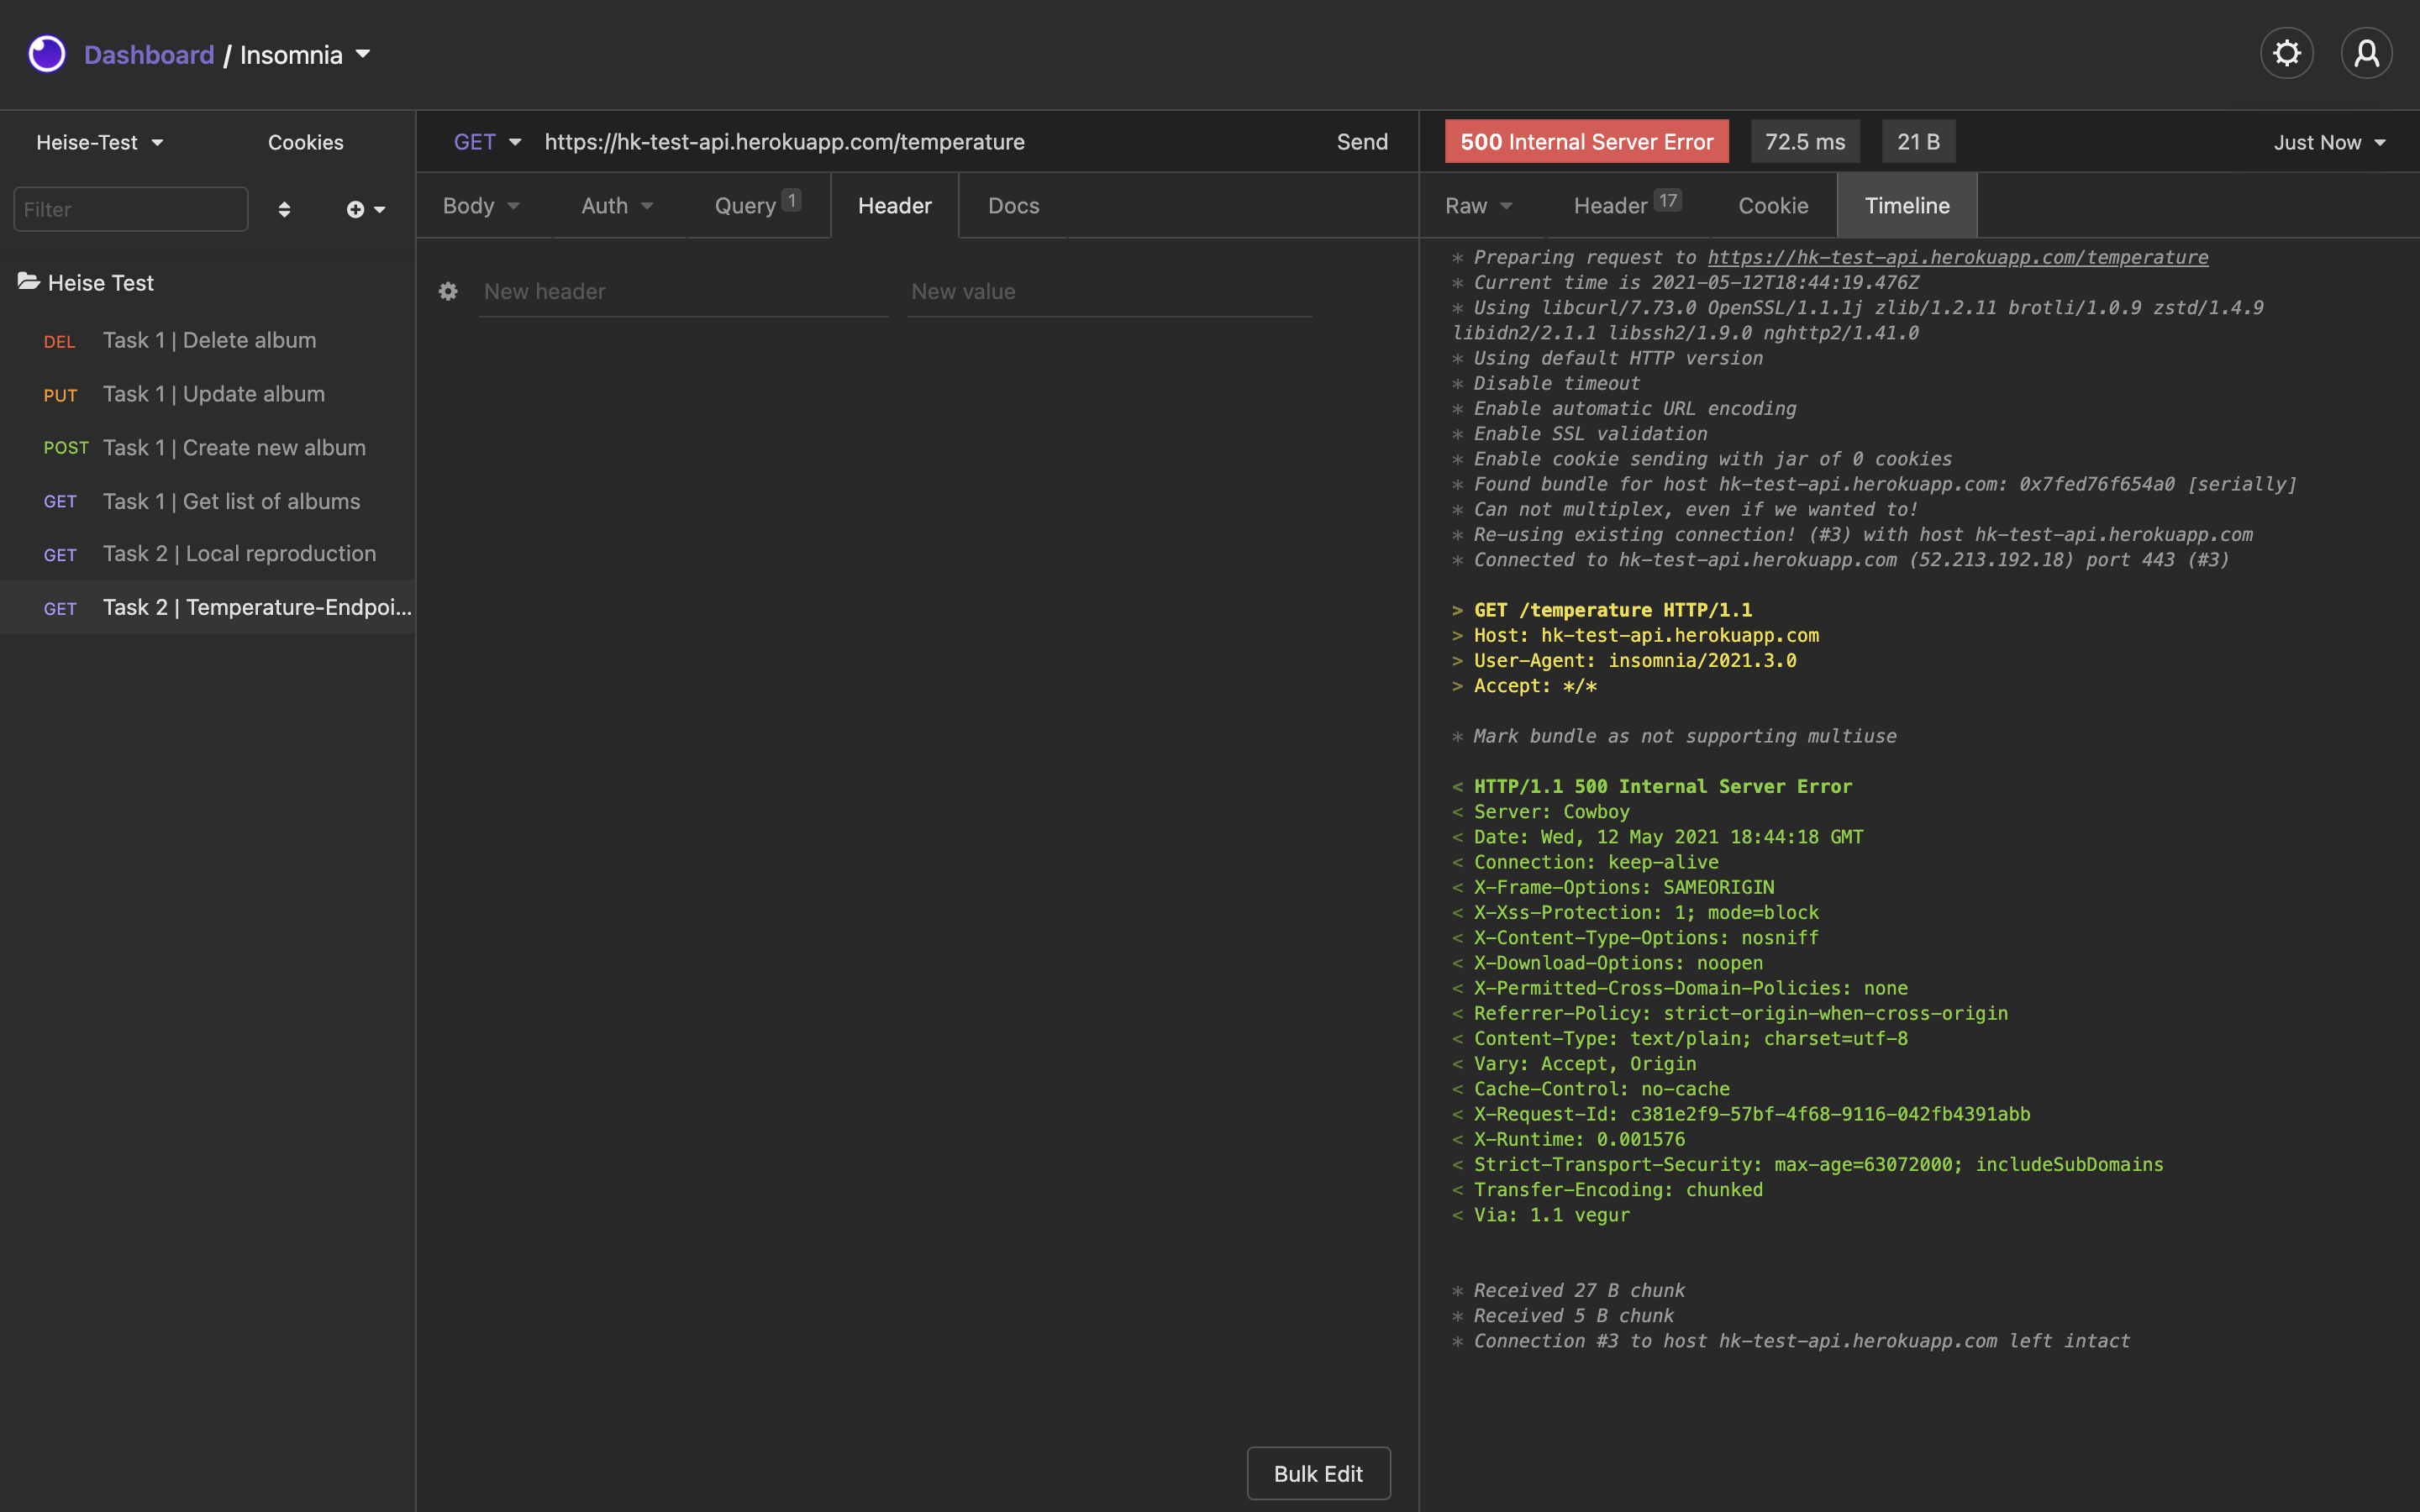 Dashboard / Insomnia
Heise-Test
Cookies
Filter
Heise Test
DEL Task 1 | Delete album
PUT Task 1 | Update album
POST Task 1 | Create new album
GET Task 1 | Get list of albums
GET Task 2 | Local reproduction
GET Task 2 | Temperature-Endpoi...
GET https://hk-test-api.herokuapp.com/temperature Send
Body Auth Query 1 Header Docs
New header New value
Bulk Edit
500 Internal Server Error 72.5 ms 21 B Just Now
Raw Header 17 Cookie Timeline
* Preparing request to https://hk-test-api.herokuapp.com/temperature
* Current time is 2021-05-12T18:44:19.476Z
* Using libcurl/7.73.0 OpenSSL/1.1.1j zlib/1.2.11 brotli/1.0.9 zstd/1.4.9
libidn2/2.1.1 libssh2/1.9.0 nghttp2/1.41.0
* Using default HTTP version
* Disable timeout
* Enable automatic URL encoding
* Enable SSL validation
* Enable cookie sending with jar of 0 cookies
* Found bundle for host hk-test-api.herokuapp.com: 0x7fed76f654a0 [serially]
* Can not multiplex, even if we wanted to!
* Re-using existing connection! (#3) with host hk-test-api.herokuapp.com
* Connected to hk-test-api.herokuapp.com (52.213.192.18) port 443 (#3)
> GET /temperature HTTP/1.1
> Host: hk-test-api.herokuapp.com
> User-Agent: insomnia/2021.3.0
> Accept: */*
* Mark bundle as not supporting multiuse
< HTTP/1.1 500 Internal Server Error
< Server: Cowboy
< Date: Wed, 12 May 2021 18:44:18 GMT
< Connection: keep-alive
< X-Frame-Options: SAMEORIGIN
< X-Xss-Protection: 1; mode=block
< X-Content-Type-Options: nosniff
< X-Download-Options: noopen
< X-Permitted-Cross-Domain-Policies: none
< Referrer-Policy: strict-origin-when-cross-origin
< Content-Type: text/plain; charset=utf-8
< Vary: Accept, Origin
< Cache-Control: no-cache
< X-Request-Id: c381e2f9-57bf-4f68-9116-042fb4391abb
< X-Runtime: 0.001576
< Strict-Transport-Security: max-age=63072000; includeSubDomains
< Transfer-Encoding: chunked
< Via: 1.1 vegur
* Received 27 B chunk
* Received 5 B chunk
* Connection #3 to host hk-test-api.herokuapp.com left intact